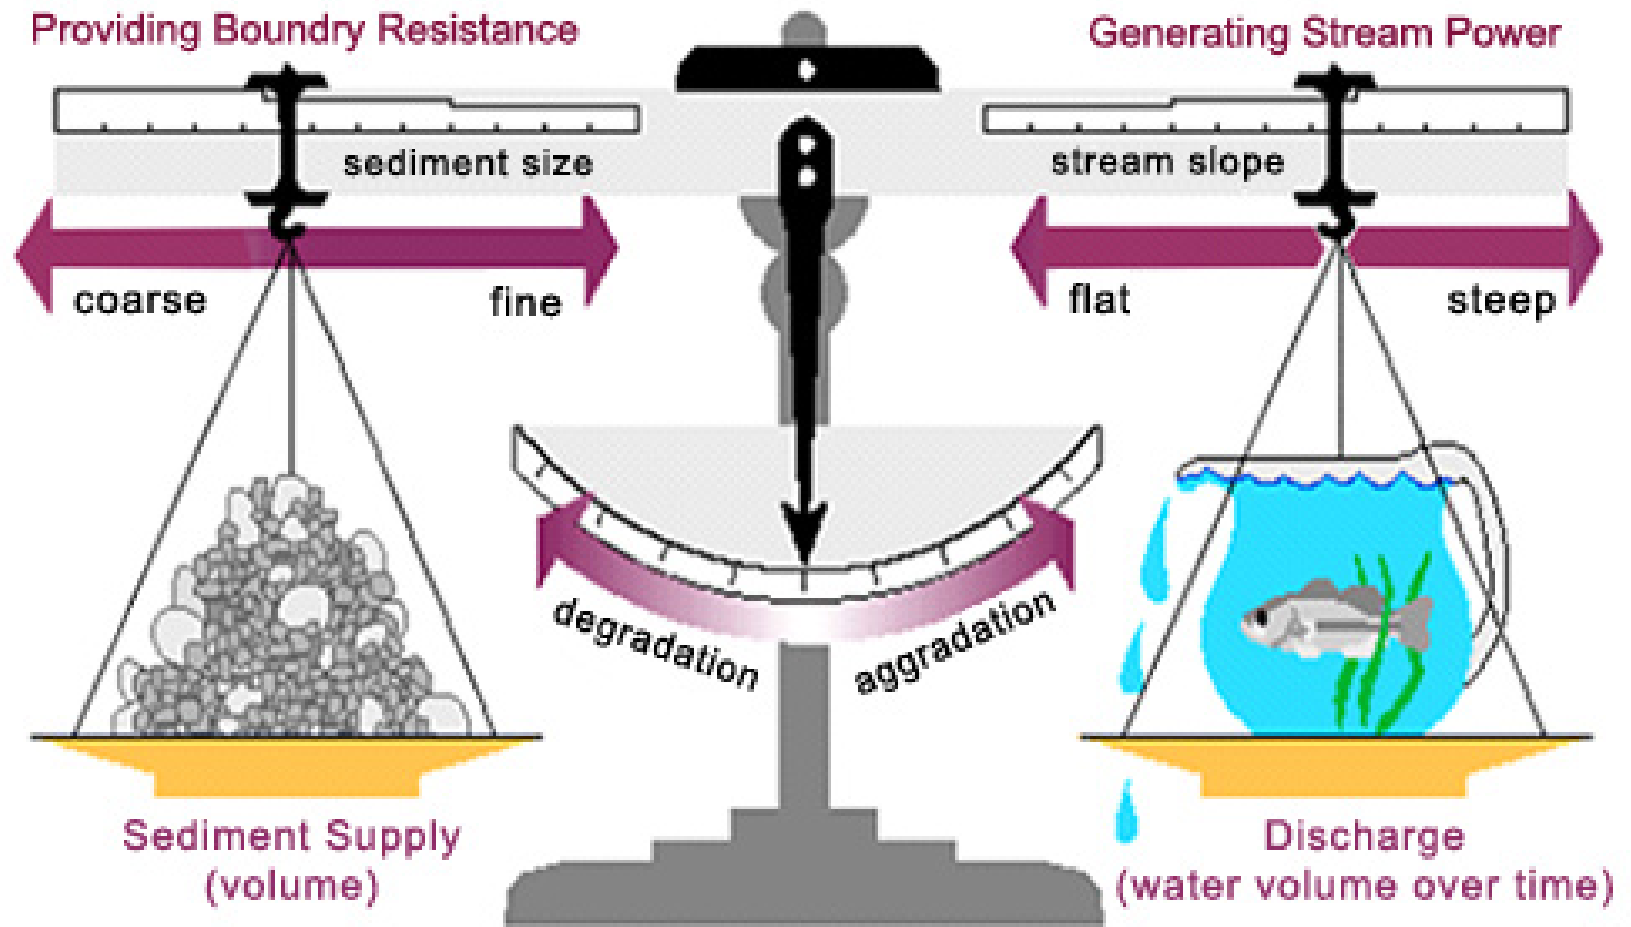 Providing Boundry Resistance
Generating Stream Power
sediment size
stream slope
coarse
fine
flat
steep
degradation
aggradation
Sediment Supply
(volume)
Discharge
(water volume over time)